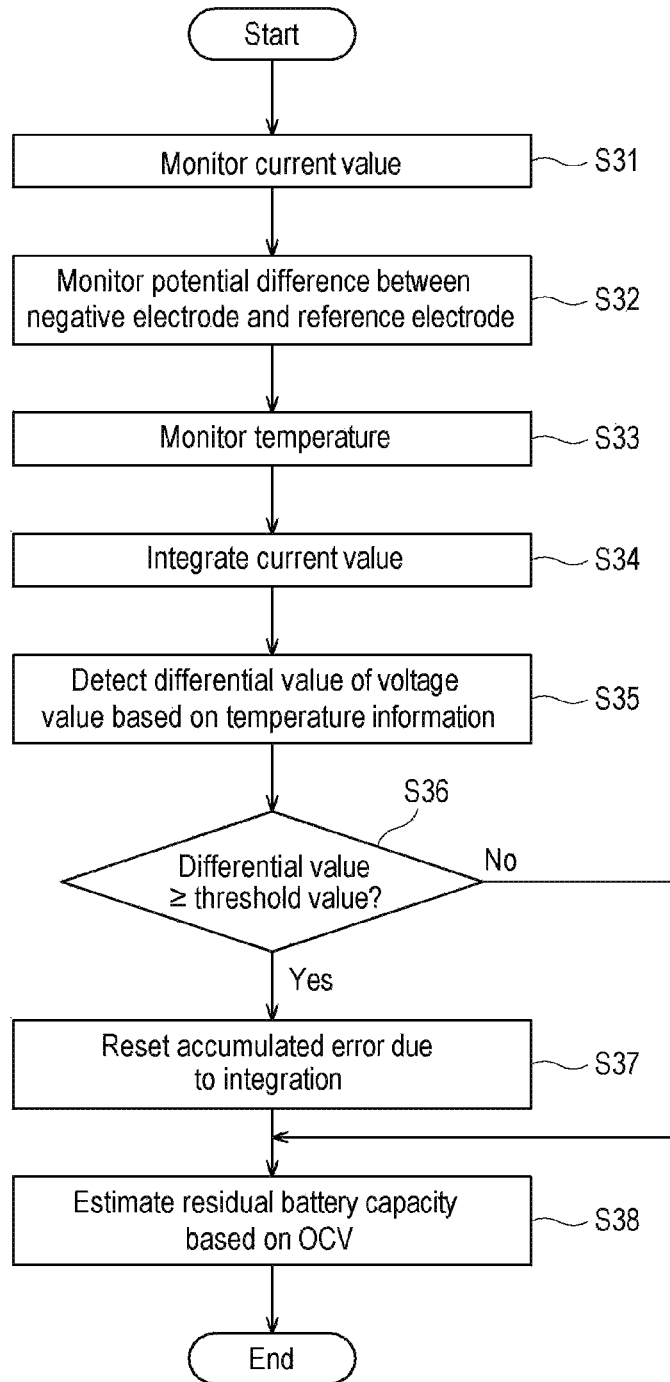 Start
Monitor current value
S31
Monitor potential difference between
negative electrode and reference electrode
S32
Monitor temperature
S33
Integrate current value
S34
Detect differential value of voltage
value based on temperature information
S35
S36
Differential value
≥ threshold value?
No
Yes
Reset accumulated error due
to integration
S37
Estimate residual battery capacity
based on OCV
S38
End